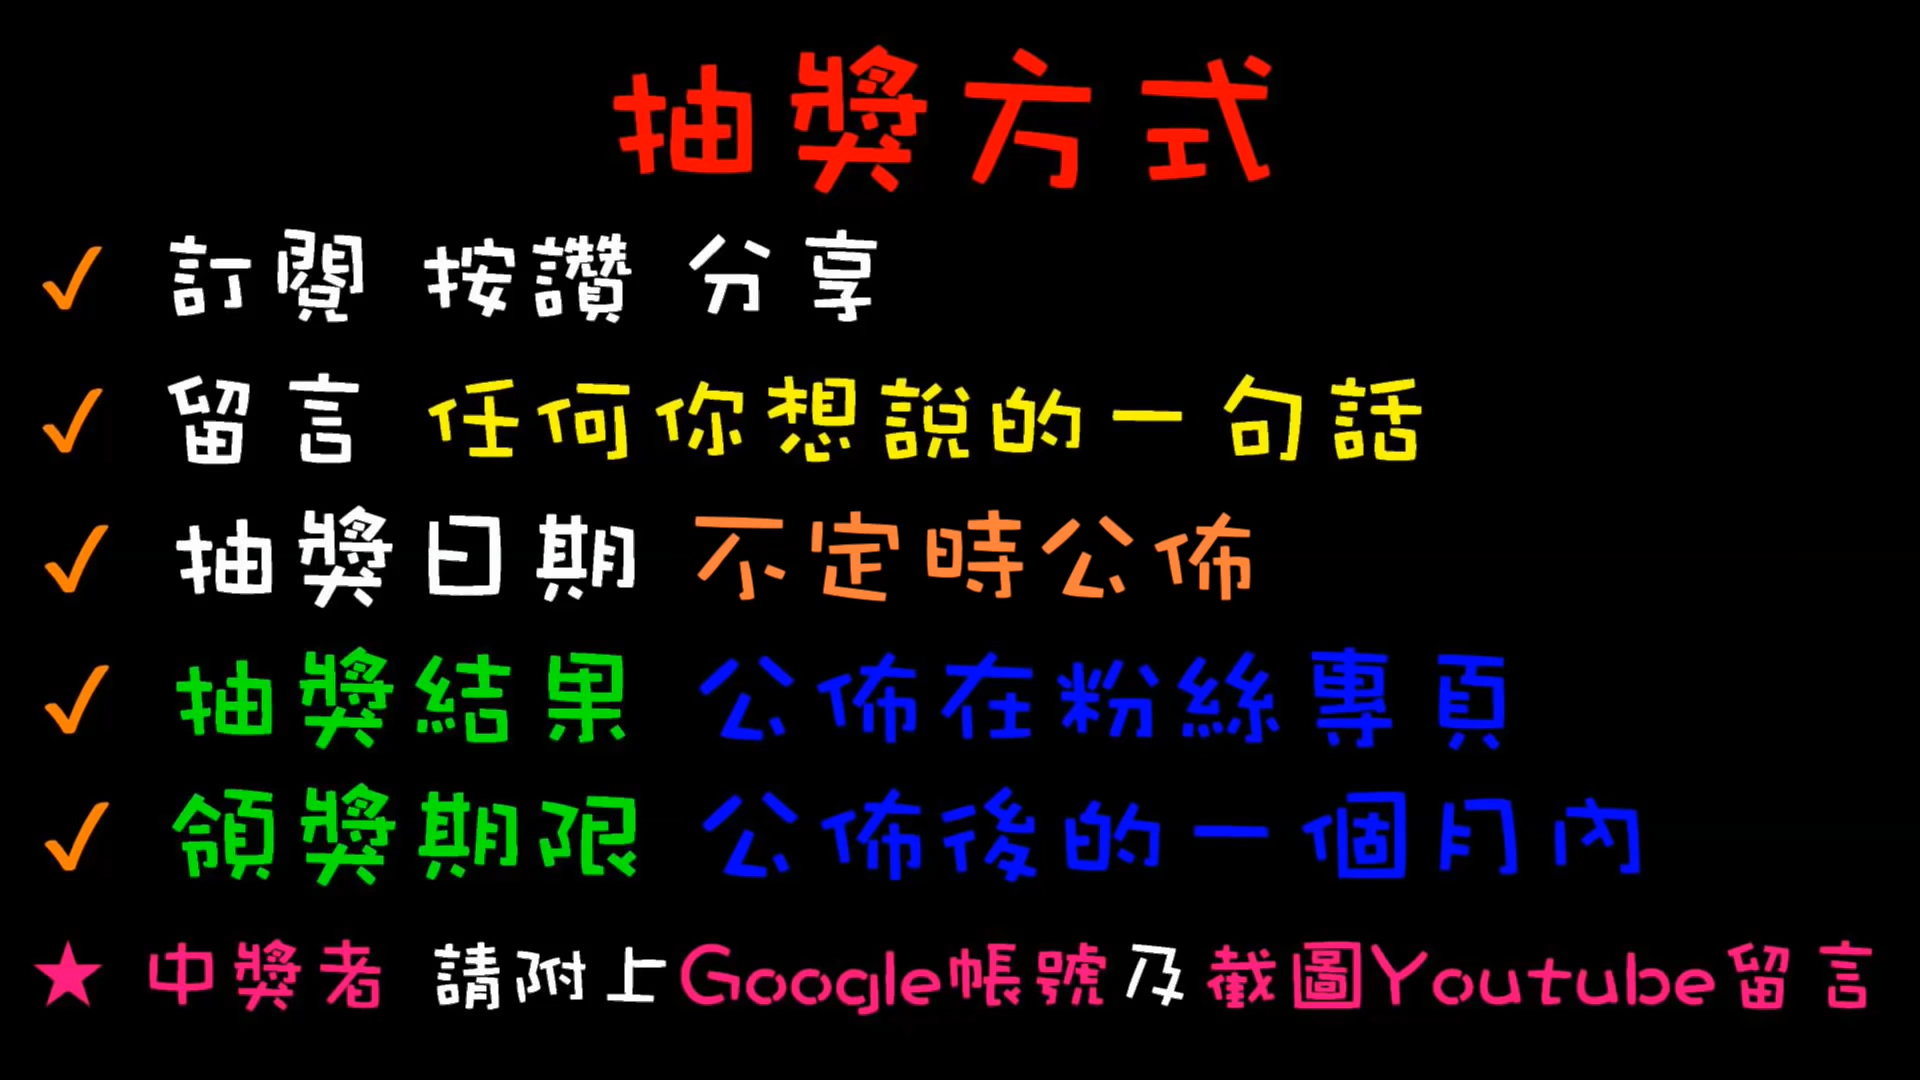 抽獎方式
✓ 訂閱 按讚 分享
✓ 留言 任何你想說的一句話
✓ 抽獎日期 不定時公佈
✓ 抽獎結果 公佈在粉絲專頁
✓ 領獎期限 公佈後的一個月內
★ 中獎者 請附上Google帳號及截圖Youtube留言